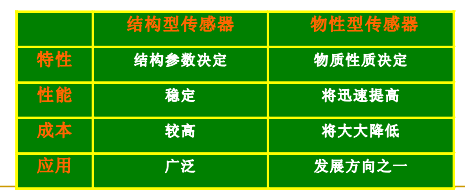 结构型传感器 物性型传感器
特性 结构参数决定 物质性质决定
性能 稳定 将迅速提高
成本 较高 将大大降低
应用 广泛 发展方向之一